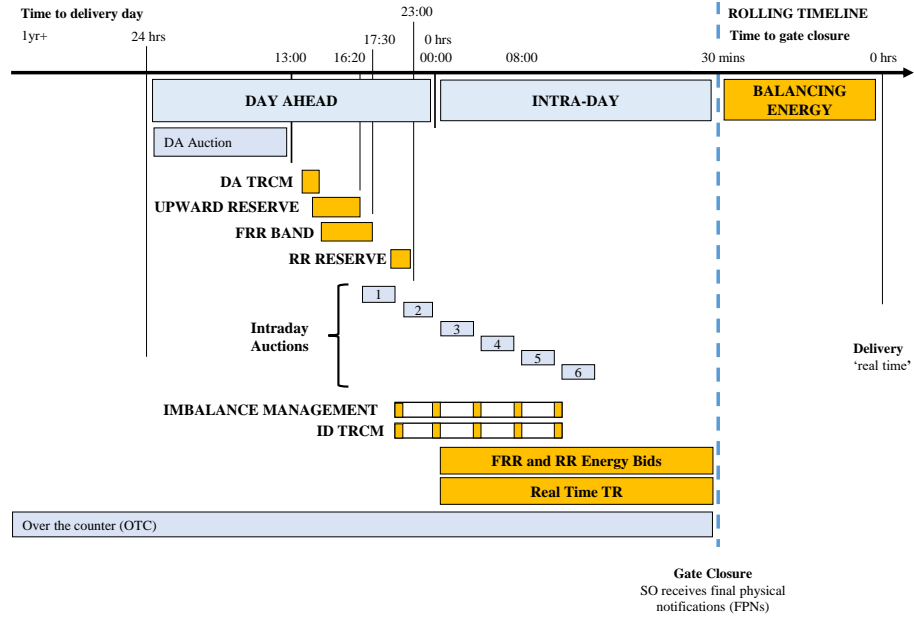 Time to delivery day
23:00
ROLLING TIMELINE
1yr+
24 hrs
17:30
0 hrs
Time to gate closure
13:00
16:20
00:00
08:00
30 mins
0 hrs
DAY AHEAD
INTRA-DAY
BALANCING
ENERGY
DA Auction
DA TRCM
UPWARD RESERVE
FRR BAND
RR RESERVE
1
2
3
4
5
6
Intraday
Auctions
Delivery
'real time'
IMBALANCE MANAGEMENT
ID TRCM
FRR and RR Energy Bids
Real Time TR
Over the counter (OTC)
Gate Closure
SO receives final physical
notifications (FPNs)